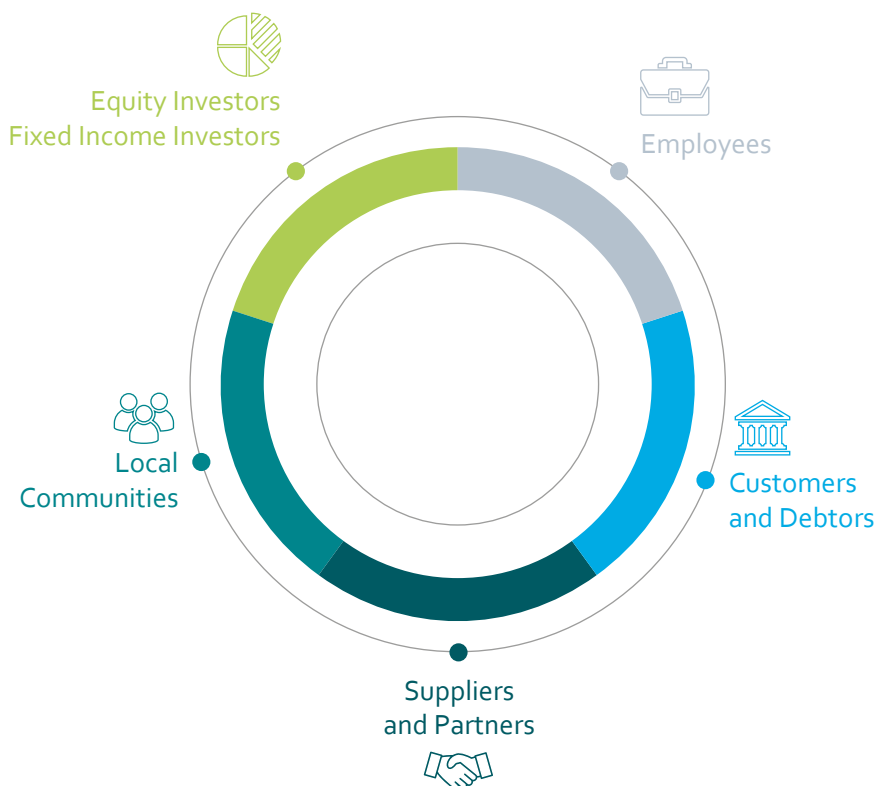 Equity Investors
Fixed Income Investors
Employees
Local
Communities
Customers
and Debtors
Suppliers
and Partners